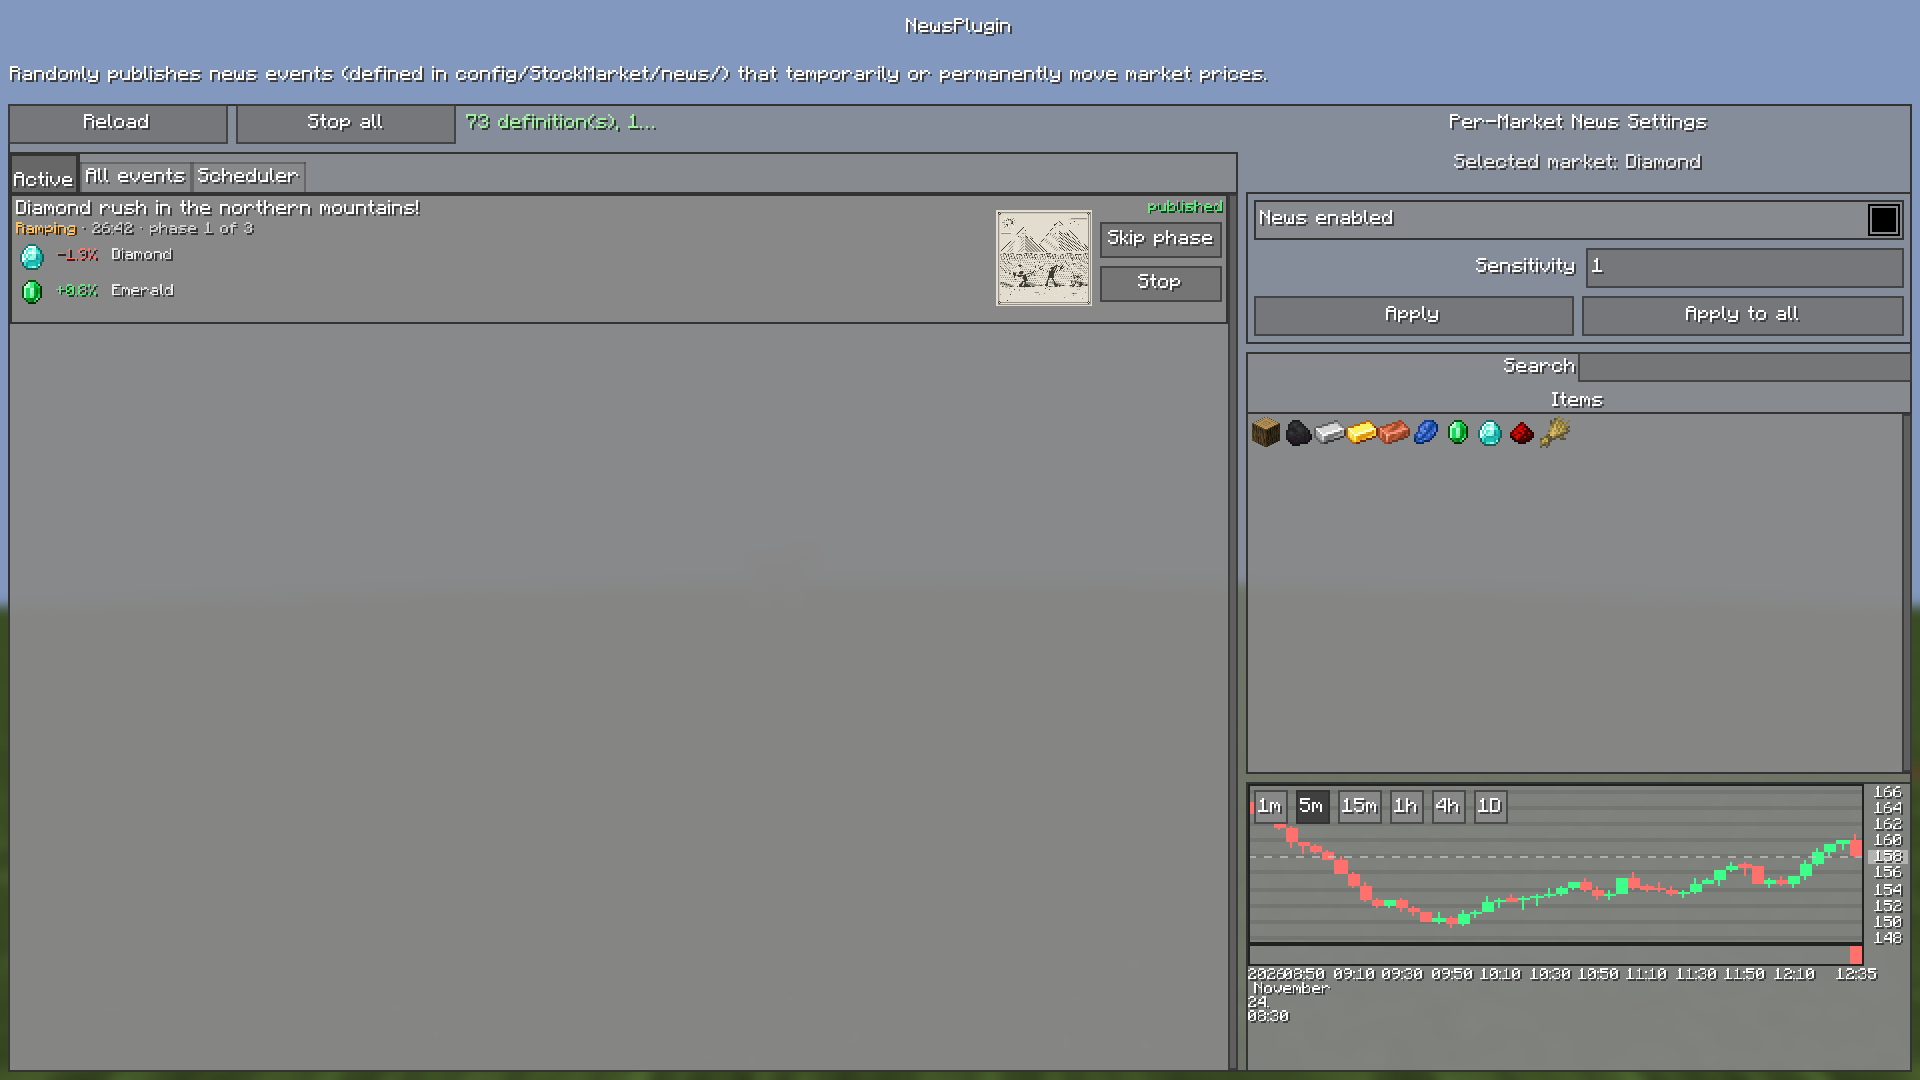 NewsPlugin
Randomly publishes news events (defined in config/StockMarket/news/) that temporarily or permanently move market prices.
Reload
Stop all
73 definition(s), 1...
Active
All events
Scheduler
Diamond rush in the northern mountains!
published
Ramping · 26:42 · phase 1 of 3
-1.9% Diamond
+0.8% Emerald
Skip phase
Stop
Per-Market News Settings
Selected market: Diamond
News enabled
Sensitivity 1
Apply
Apply to all
Search
Items
1m 5m 15m 1h 4h 1D
166
164
162
160
158
156
154
152
150
148
2026 08:50 09:10 09:30 09:50 10:10 10:30 10:50 11:10 11:30 11:50 12:10 12:35
November
24.
08:30